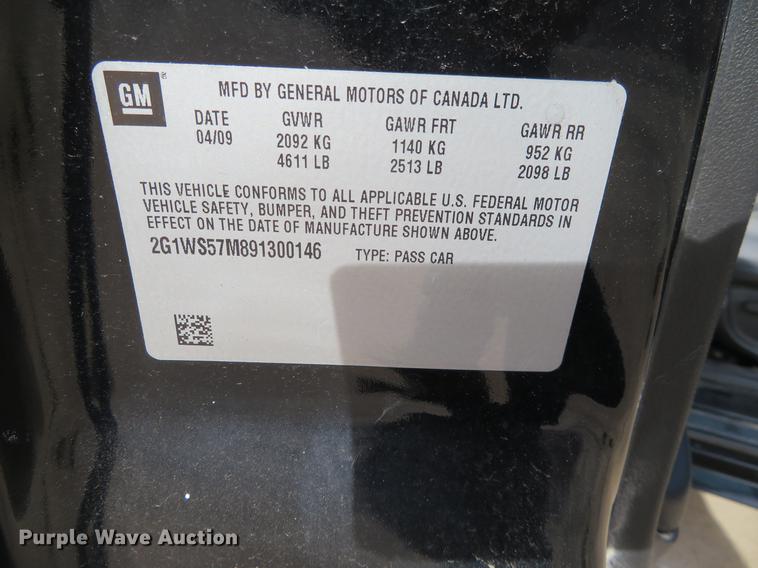 GM
MFD BY GENERAL MOTORS OF CANADA LTD.
DATE GVWR GAWR FRT GAWR RR
04/09 2092 KG 1140 KG 952 KG
4611 LB 2513 LB 2098 LB
THIS VEHICLE CONFORMS TO ALL APPLICABLE U.S. FEDERAL MOTOR
VEHICLE SAFETY, BUMPER, AND THEFT PREVENTION STANDARDS IN
EFFECT ON THE DATE OF MANUFACTURE SHOWN ABOVE.
2G1WS57M891300146 TYPE: PASS CAR
Purple Wave Auction